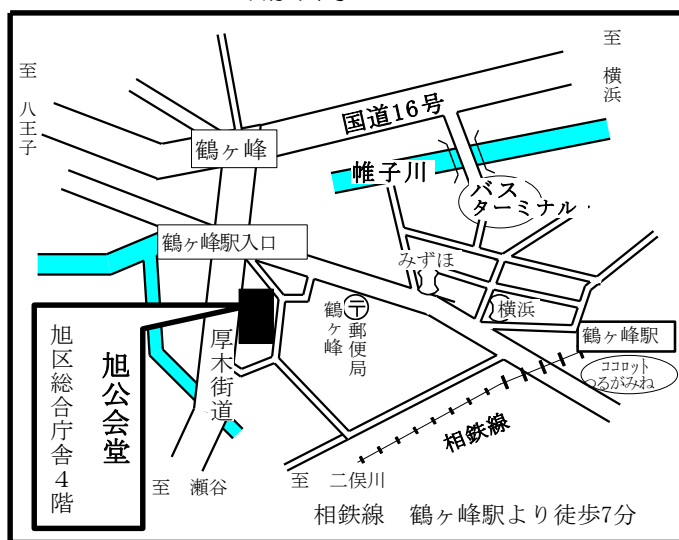 至　横浜
至　八王子
国道16号
鶴ヶ峰
帷子川
バス
ターミナル
鶴ヶ峰駅入口
みずほ
横浜
〒
鶴ヶ峰
郵便局
鶴ヶ峰駅
ココロット
つるがみね
厚木街道
旭公会堂
旭区総合庁舎4階
相鉄線
至　瀬谷
至　二俣川
相鉄線　鶴ヶ峰駅より徒歩7分